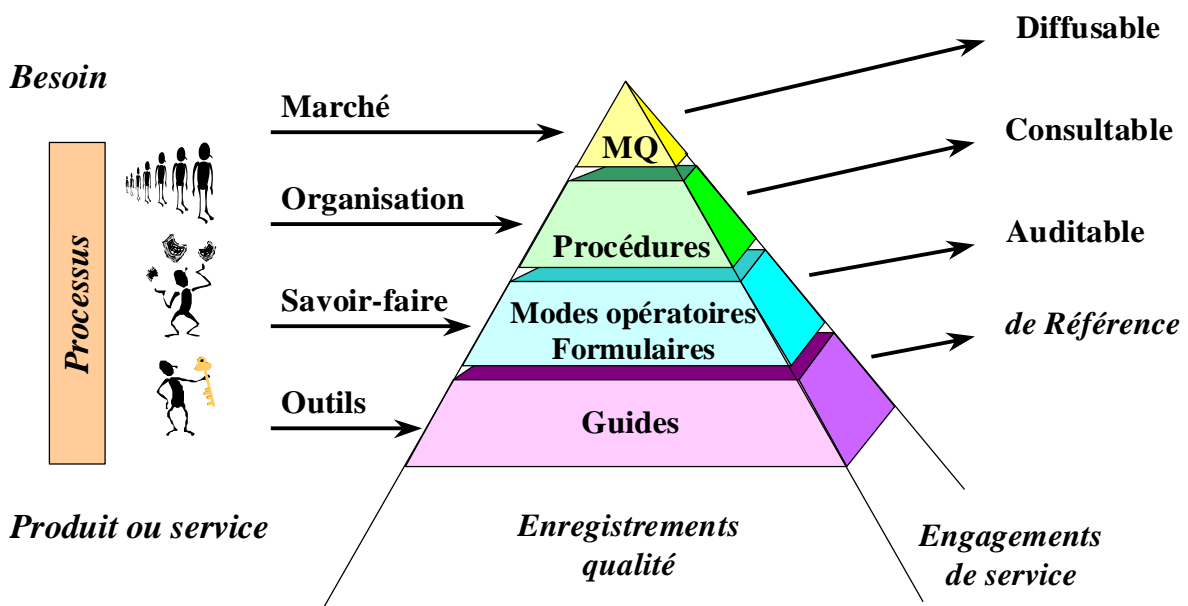 Besoin
Processus
Produit ou service
Marché
Organisation
Savoir-faire
Outils
MQ
Procédures
Modes opératoires
Formulaires
Guides
Enregistrements
qualité
Diffusable
Consultable
Auditable
de Référence
Engagements
de service